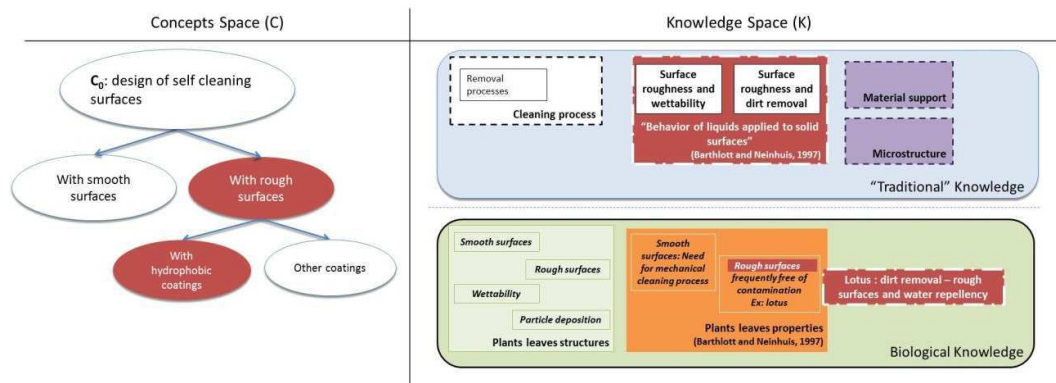 Concepts Space (C)
C₀: design of self cleaning
surfaces
With smooth
surfaces
With rough
surfaces
With
hydrophobic
coatings
Other coatings
Knowledge Space (K)
Removal
processes
Cleaning process
Surface
roughness and
wettability
Surface
roughness and
dirt removal
“Behavior of liquids applied to solid
surfaces”
(Barthlott and Neinhuis, 1997)
Material support
Microstructure
“Traditional” Knowledge
Smooth surfaces
Rough surfaces
Wettability
Particle deposition
Plants leaves structures
Smooth
surfaces: Need
for mechanical
cleaning process
Rough surfaces
frequently free of
contamination
Ex: lotus
Plants leaves properties
(Barthlott and Neinhuis, 1997)
Lotus : dirt removal – rough
surfaces and water repellency
Biological Knowledge